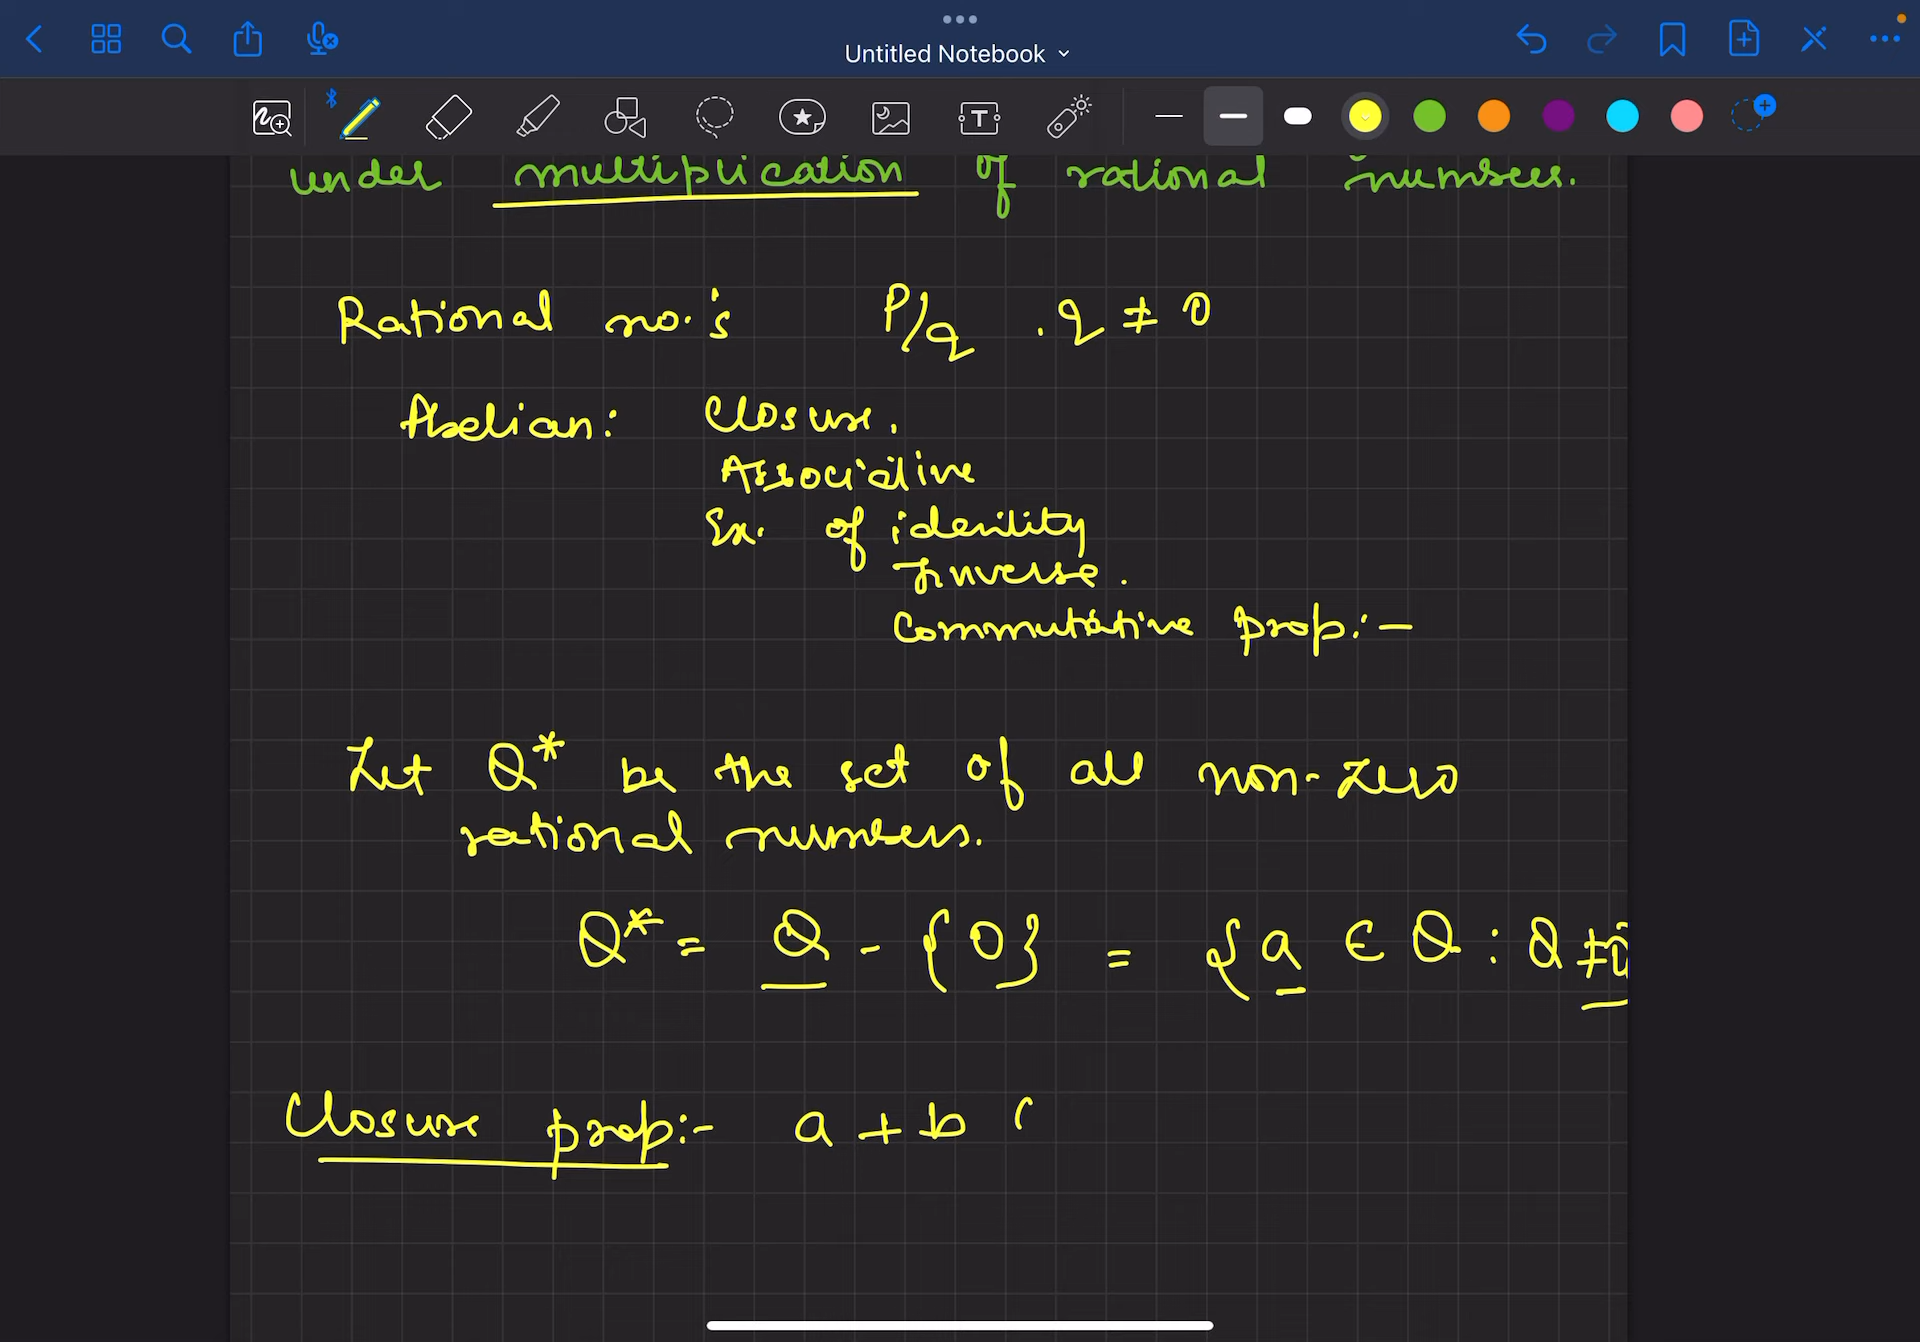 Untitled Notebook
under multiplication of rational numbers.
Rational no.'s P/q . q ≠ 0
Abelian: Closure.
Associative
Ex. of identity
Inverse.
Commutative prop:-
Let Q* be the set of all non-zero
rational numbers.
Q* = Q - {0} = {a ∈ Q : Q ≠ 0
Closure prop:- a + b (